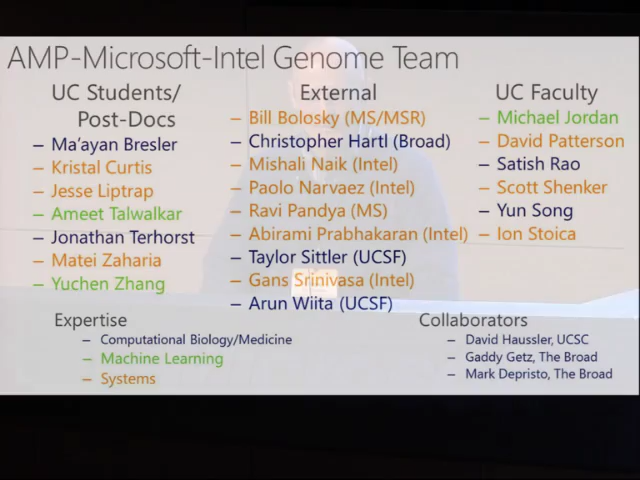 AMP-Microsoft-Intel Genome Team
UC Students/
Post-Docs
– Ma'ayan Bresler
– Kristal Curtis
– Jesse Liptrap
– Ameet Talwalkar
– Jonathan Terhorst
– Matei Zaharia
– Yuchen Zhang
External
– Bill Bolosky (MS/MSR)
– Christopher Hartl (Broad)
– Mishali Naik (Intel)
– Paolo Narvaez (Intel)
– Ravi Pandya (MS)
– Abirami Prabhakaran (Intel)
– Taylor Sittler (UCSF)
– Gans Srinivasa (Intel)
– Arun Wiita (UCSF)
UC Faculty
– Michael Jordan
– David Patterson
– Satish Rao
– Scott Shenker
– Yun Song
– Ion Stoica
Expertise
– Computational Biology/Medicine
– Machine Learning
– Systems
Collaborators
– David Haussler, UCSC
– Gaddy Getz, The Broad
– Mark Depristo, The Broad